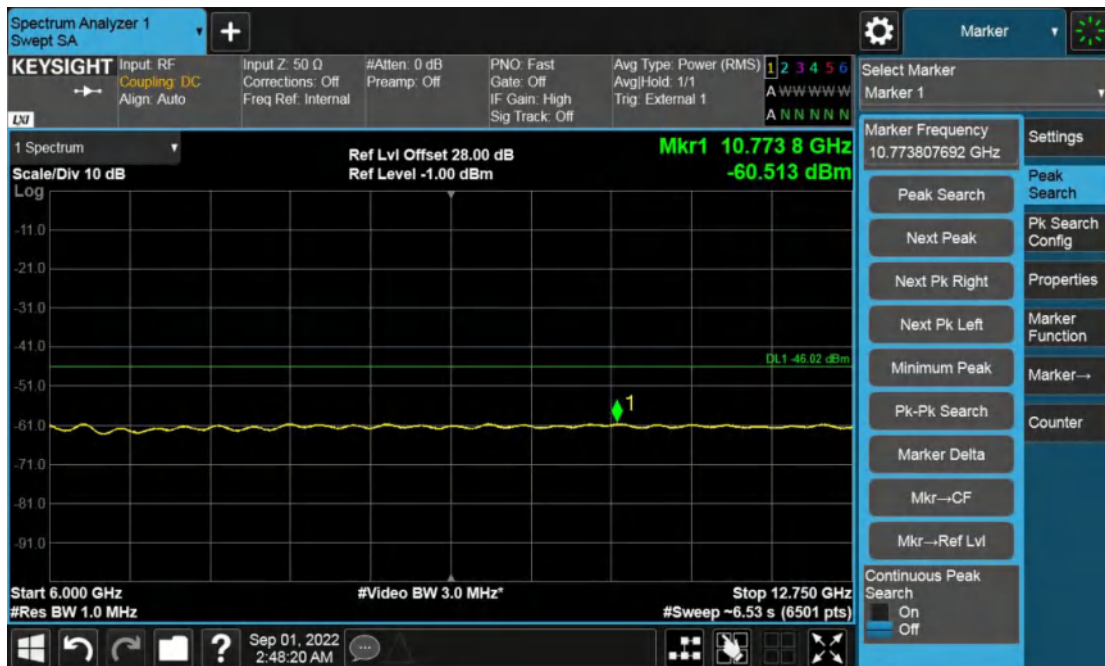 Spectrum Analyzer 1
Swept SA
+
Marker
KEYSIGHT
Input: RF
Coupling: DC
Align: Auto
Input Z: 50 Ω
Corrections: Off
Freq Ref: Internal
#Atten: 0 dB
Preamp: Off
PNO: Fast
Gate: Off
IF Gain: High
Sig Track: Off
Avg Type: Power (RMS)
Avg|Hold: 1/1
Trig: External 1
1 2 3 4 5 6
A W W W W W
A N N N N N
LXI
Select Marker
Marker 1
1 Spectrum
Scale/Div 10 dB
Log
Ref Lvl Offset 28.00 dB
Ref Level -1.00 dBm
Mkr1 10.773 8 GHz
-60.513 dBm
-11.0
-21.0
-31.0
-41.0
DL1 -46.02 dBm
-51.0
1
-61.0
-71.0
-81.0
-91.0
Start 6.000 GHz
#Res BW 1.0 MHz
#Video BW 3.0 MHz*
Stop 12.750 GHz
#Sweep ~6.53 s (6501 pts)
Marker Frequency
10.773807692 GHz
Peak Search
Next Peak
Next Pk Right
Next Pk Left
Minimum Peak
Pk-Pk Search
Marker Delta
Mkr→CF
Mkr→Ref Lvl
Continuous Peak
Search
On
Off
Settings
Peak
Search
Pk Search
Config
Properties
Marker
Function
Marker→
Counter
?
Sep 01, 2022
2:48:20 AM